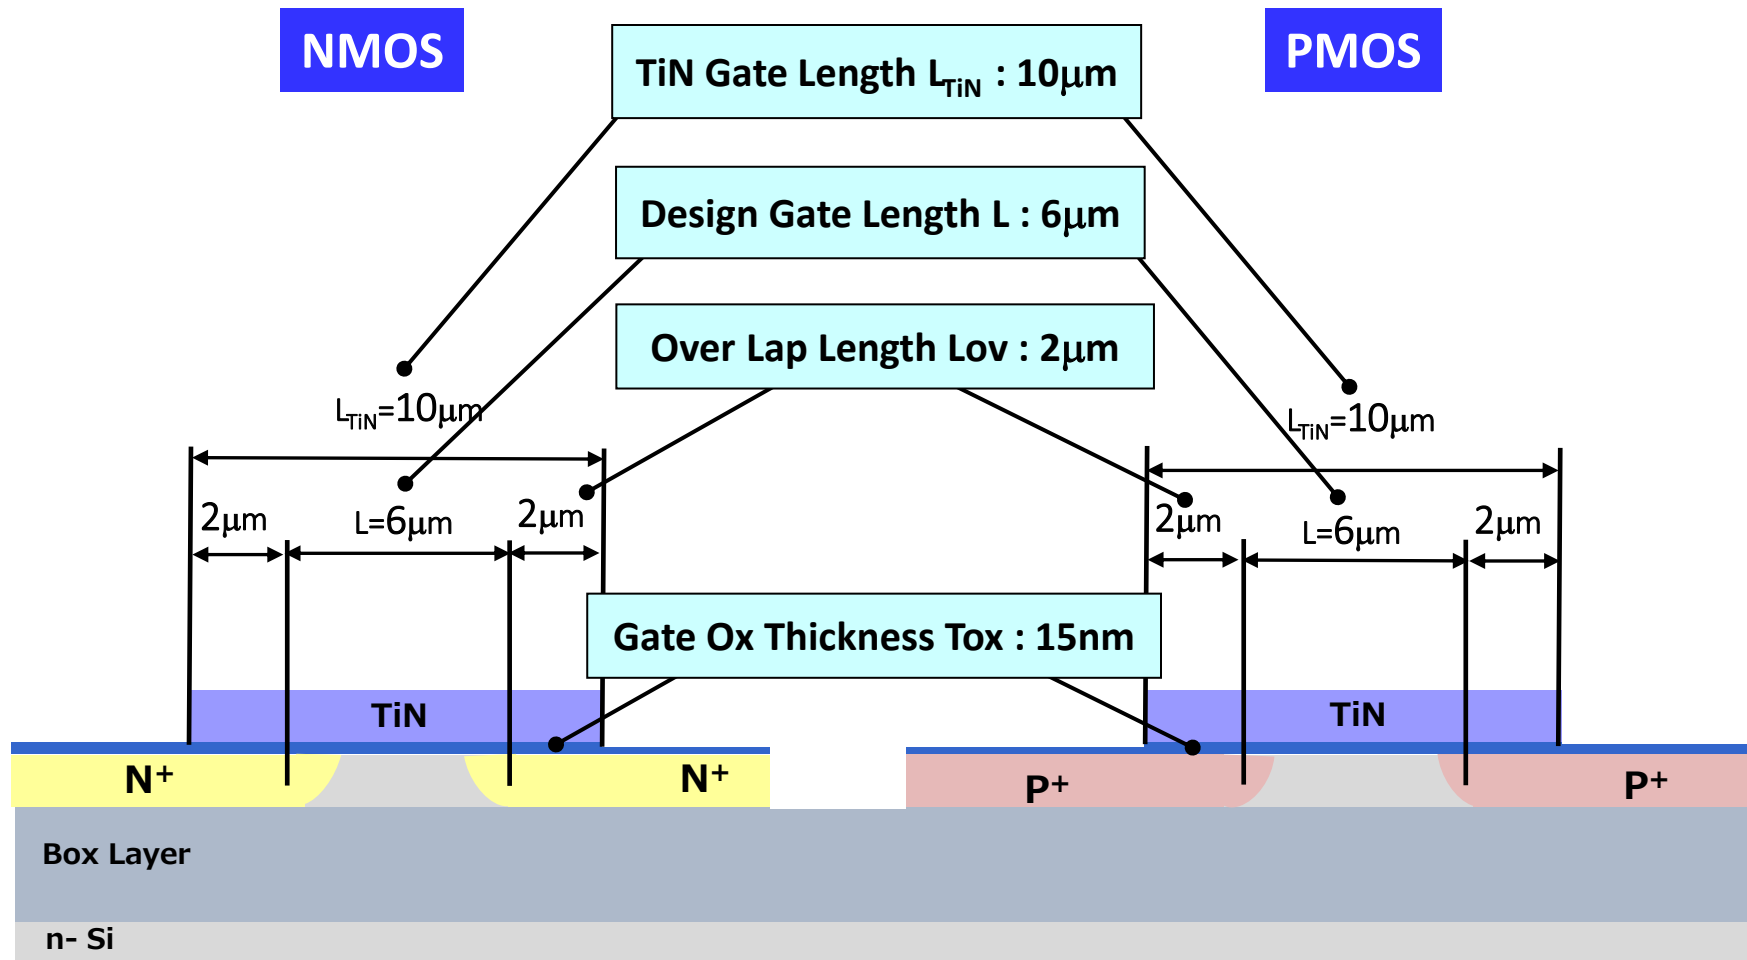 NMOS
PMOS
TiN Gate Length LTiN : 10μm
Design Gate Length L : 6μm
Over Lap Length Lov : 2μm
LTiN=10μm
LTiN=10μm
2μm
L=6μm
2μm
2μm
L=6μm
2μm
Gate Ox Thickness Tox : 15nm
TiN
TiN
N+
N+
P+
P+
Box Layer
n- Si